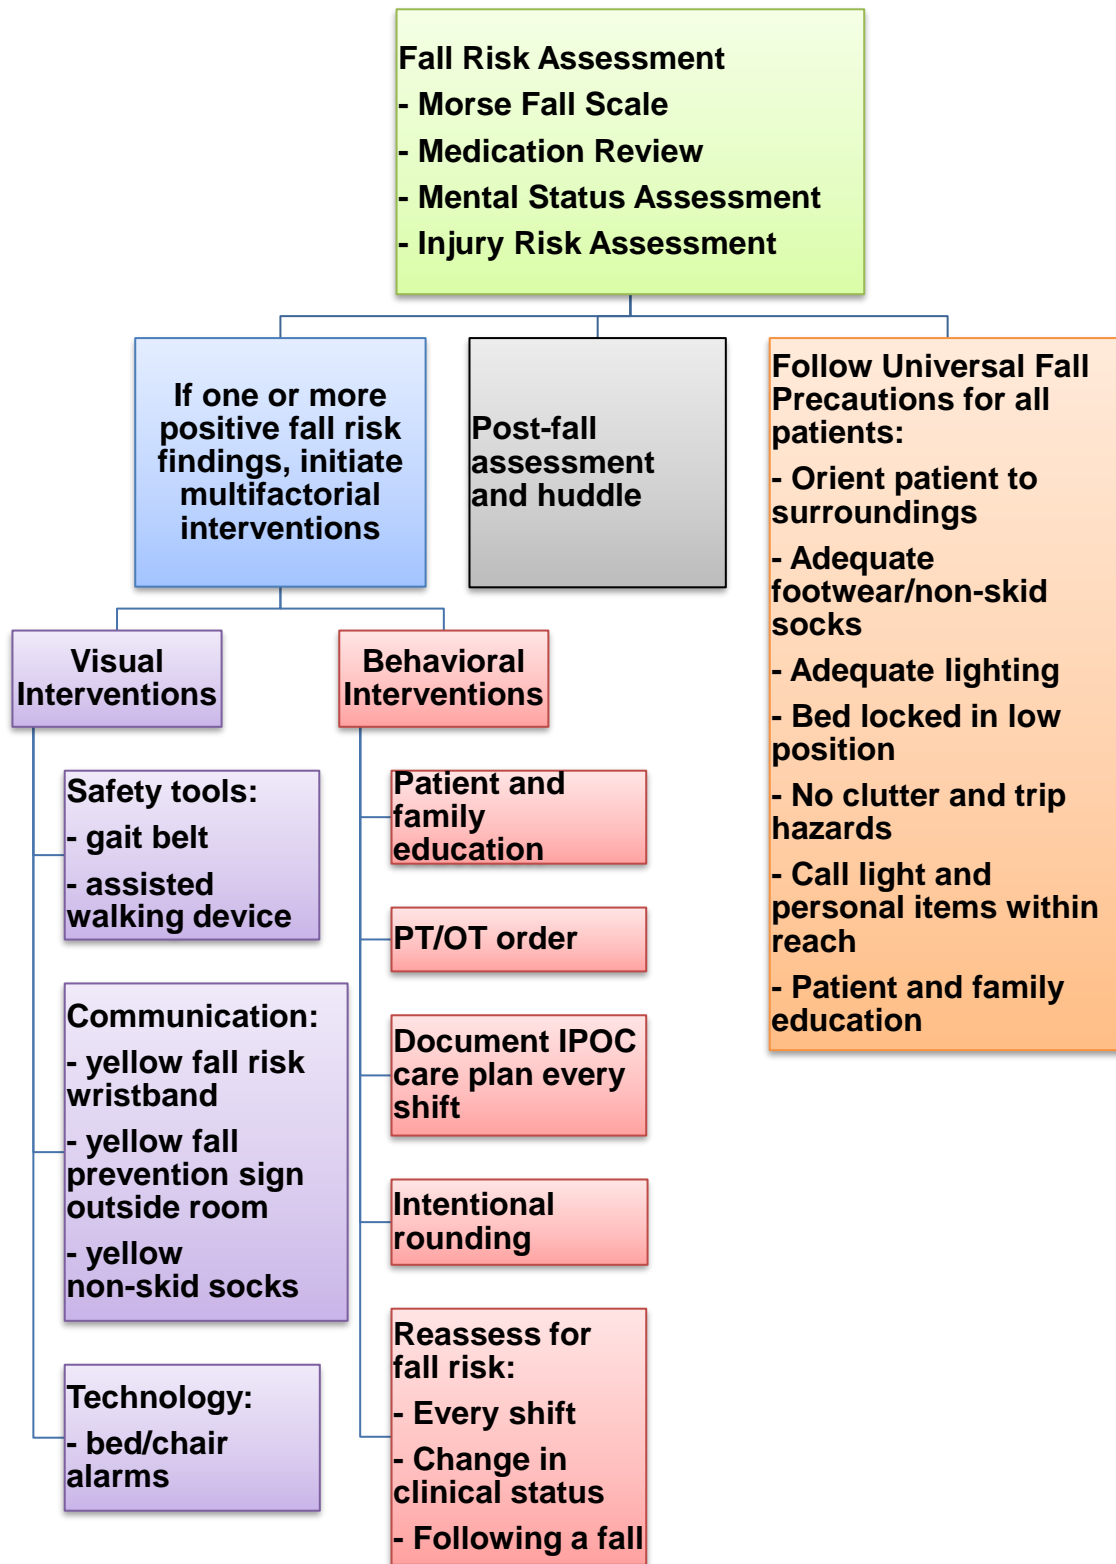 Fall Risk Assessment
- Morse Fall Scale
- Medication Review
- Mental Status Assessment
- Injury Risk Assessment
If one or more
positive fall risk
findings, initiate
multifactorial
interventions
Post-fall
assessment
and huddle
Follow Universal Fall
Precautions for all
patients:
- Orient patient to
surroundings
- Adequate
footwear/non-skid
socks
- Adequate lighting
- Bed locked in low
position
- No clutter and trip
hazards
- Call light and
personal items within
reach
- Patient and family
education
Visual
Interventions
Safety tools:
- gait belt
- assisted
walking device
Communication:
- yellow fall risk
wristband
- yellow fall
prevention sign
outside room
- yellow
non-skid socks
Technology:
- bed/chair
alarms
Behavioral
Interventions
Patient and
family
education
PT/OT order
Document IPOC
care plan every
shift
Intentional
rounding
Reassess for
fall risk:
- Every shift
- Change in
clinical status
- Following a fall